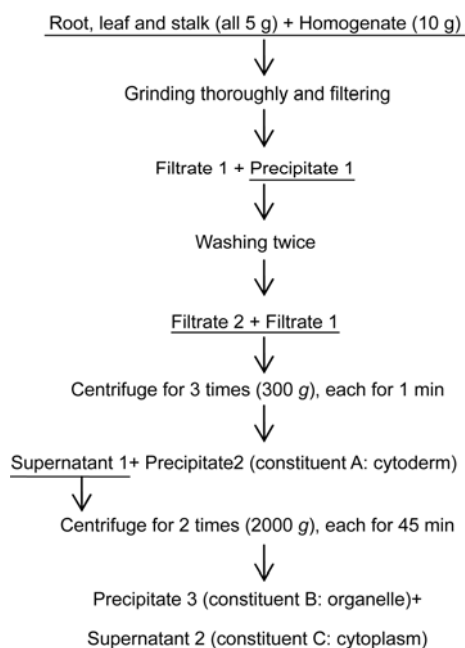 Root, leaf and stalk (all 5 g) + Homogenate (10 g)
Grinding thoroughly and filtering
Filtrate 1 + Precipitate 1
Washing twice
Filtrate 2 + Filtrate 1
Centrifuge for 3 times (300 g), each for 1 min
Supernatant 1+ Precipitate2 (constituent A: cytoderm)
Centrifuge for 2 times (2000 g), each for 45 min
Precipitate 3 (constituent B: organelle)+
Supernatant 2 (constituent C: cytoplasm)